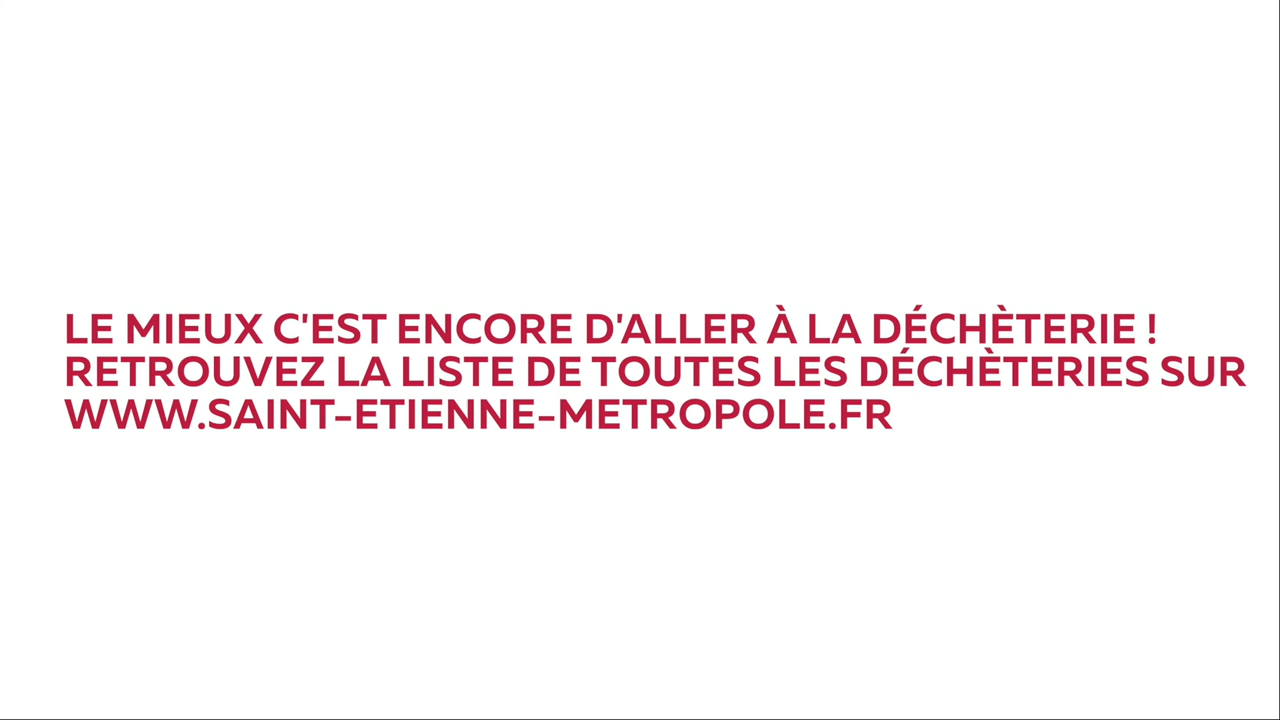 LE MIEUX C'EST ENCORE D'ALLER À LA DÉCHÈTERIE !
RETROUVEZ LA LISTE DE TOUTES LES DÉCHÈTERIES SUR
WWW.SAINT-ETIENNE-METROPOLE.FR